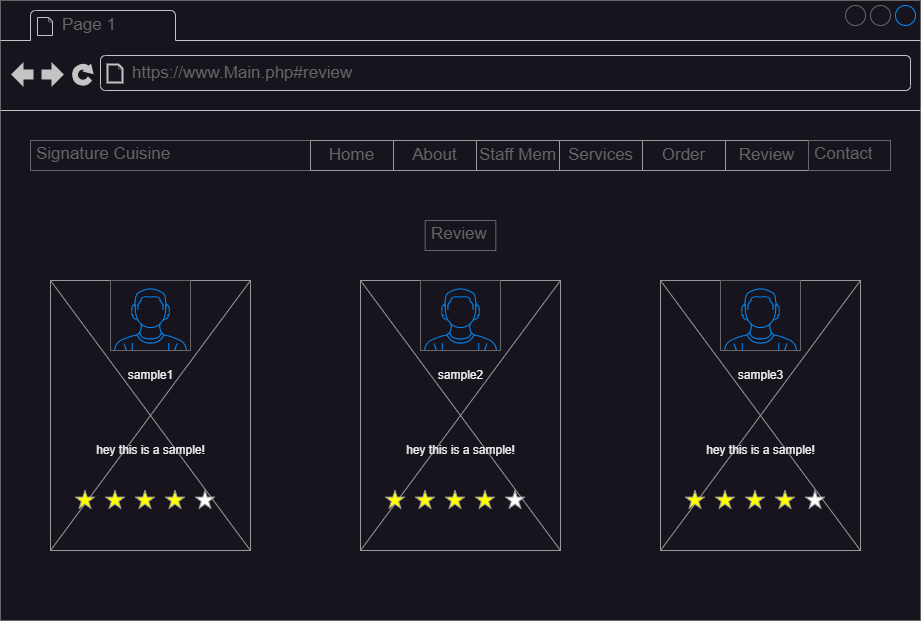 Page 1
https://www.Main.php#review
Signature Cuisine Home About Staff Mem Services Order Review Contact
Review
sample1 sample2 sample3
hey this is a sample! hey this is a sample! hey this is a sample!